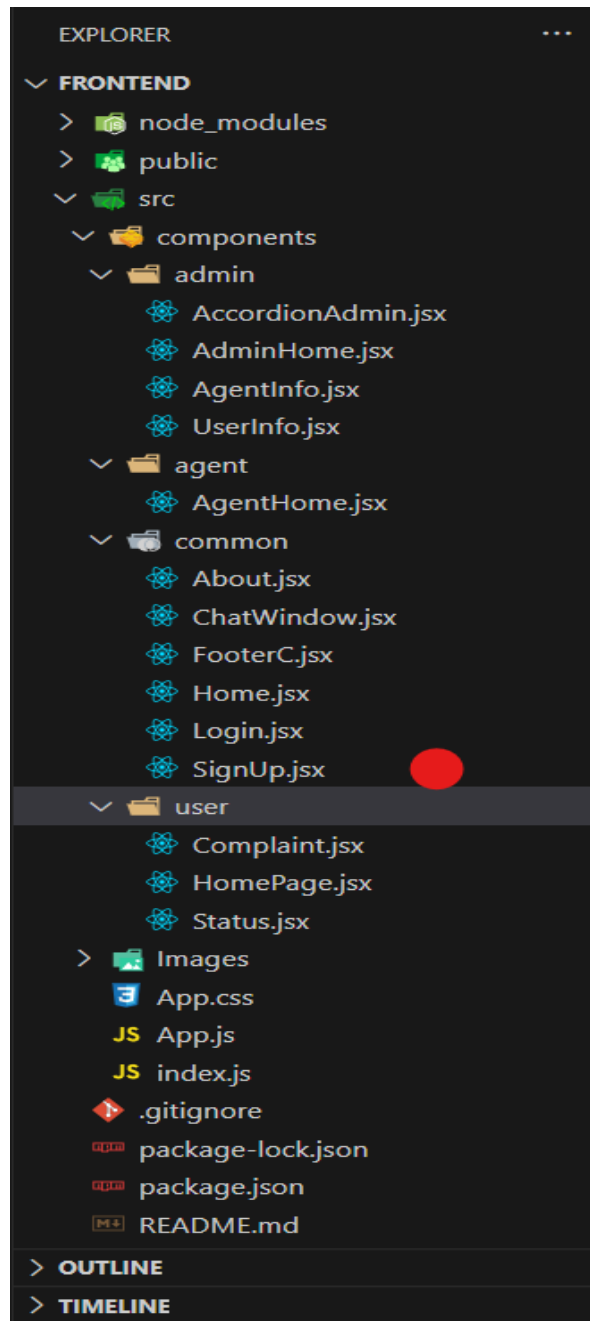 EXPLORER ...
FRONTEND
node_modules
public
src
components
admin
AccordionAdmin.jsx
AdminHome.jsx
AgentInfo.jsx
UserInfo.jsx
agent
AgentHome.jsx
common
About.jsx
ChatWindow.jsx
FooterC.jsx
Home.jsx
Login.jsx
SignUp.jsx
user
Complaint.jsx
HomePage.jsx
Status.jsx
Images
App.css
JS App.js
JS index.js
.gitignore
package-lock.json
package.json
README.md
OUTLINE
TIMELINE